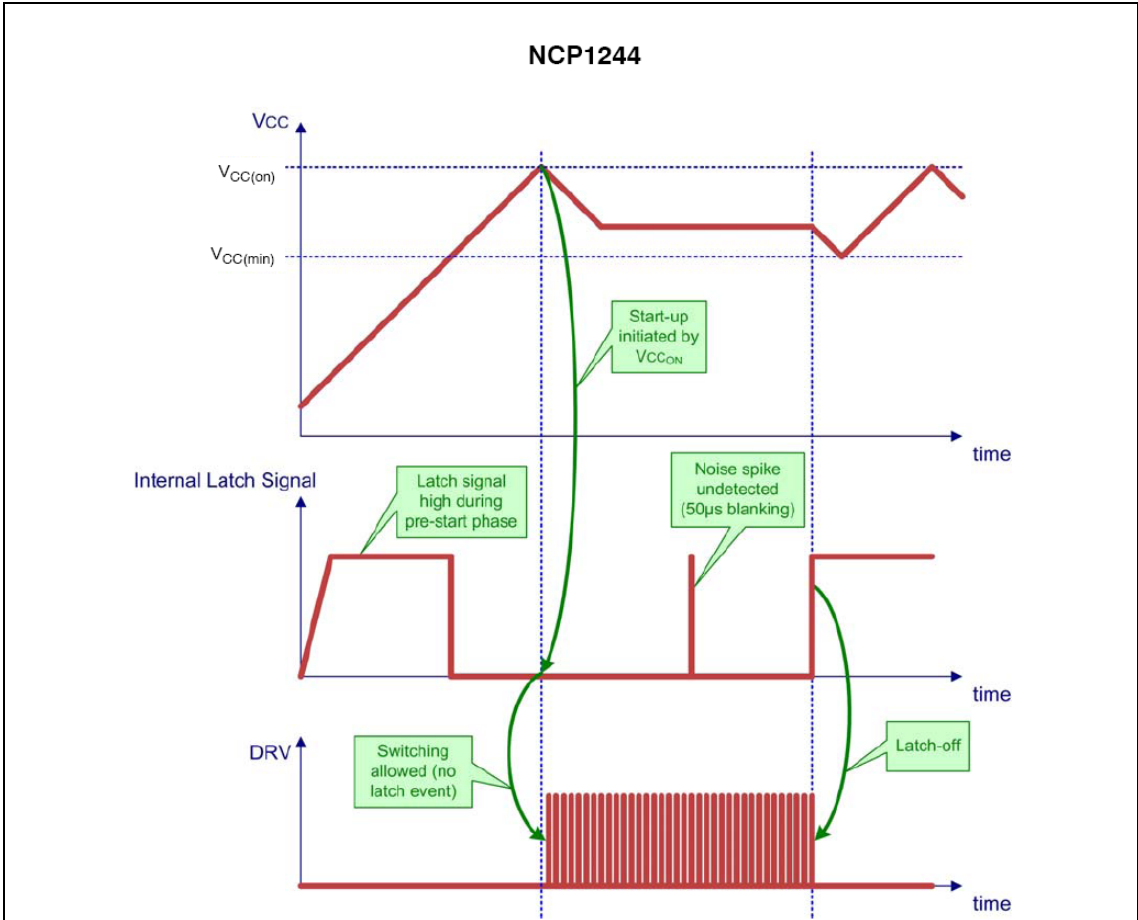 NCP1244
VCC
VCC(on)
VCC(min)
Start-up
initiated by
VCCON
time
Internal Latch Signal
Latch signal
high during
pre-start phase
Noise spike
undetected
(50µs blanking)
time
DRV
Switching
allowed (no
latch event)
Latch-off
time